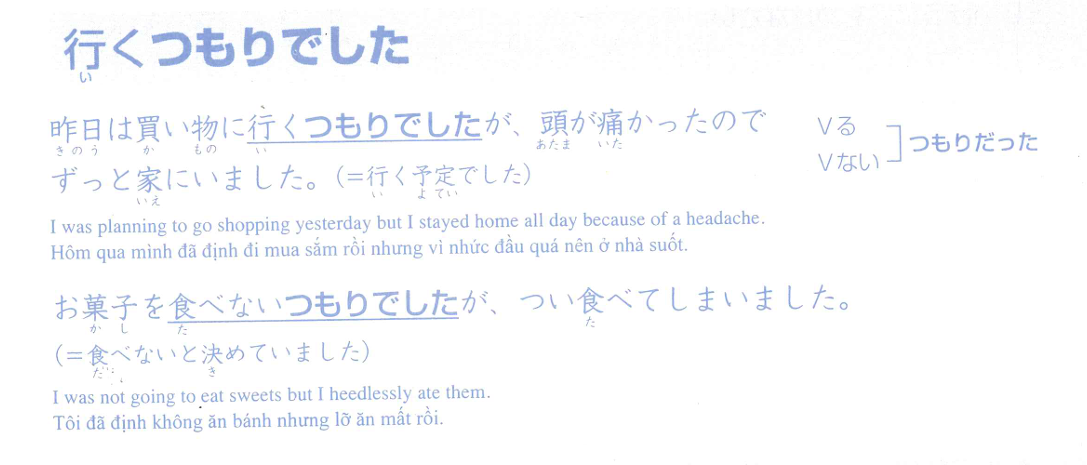 行くつもりでした
い
昨日は買い物に行くつもりでしたが、頭が痛かったので
きのう か もの い あたま いた
ずっと家にいました。(＝行く予定でした)
いえ い よてい
I was planning to go shopping yesterday but I stayed home all day because of a headache.
Hôm qua mình đã định đi mua sắm rồi nhưng vì nhức đầu quá nên ở nhà suốt.
Vる
Vない
つもりだった
お菓子を食べないつもりでしたが、つい食べてしまいました。
かし た た
(＝食べないと決めていました)
た き
I was not going to eat sweets but I heedlessly ate them.
Tôi đã định không ăn bánh nhưng lỡ ăn mất rồi.